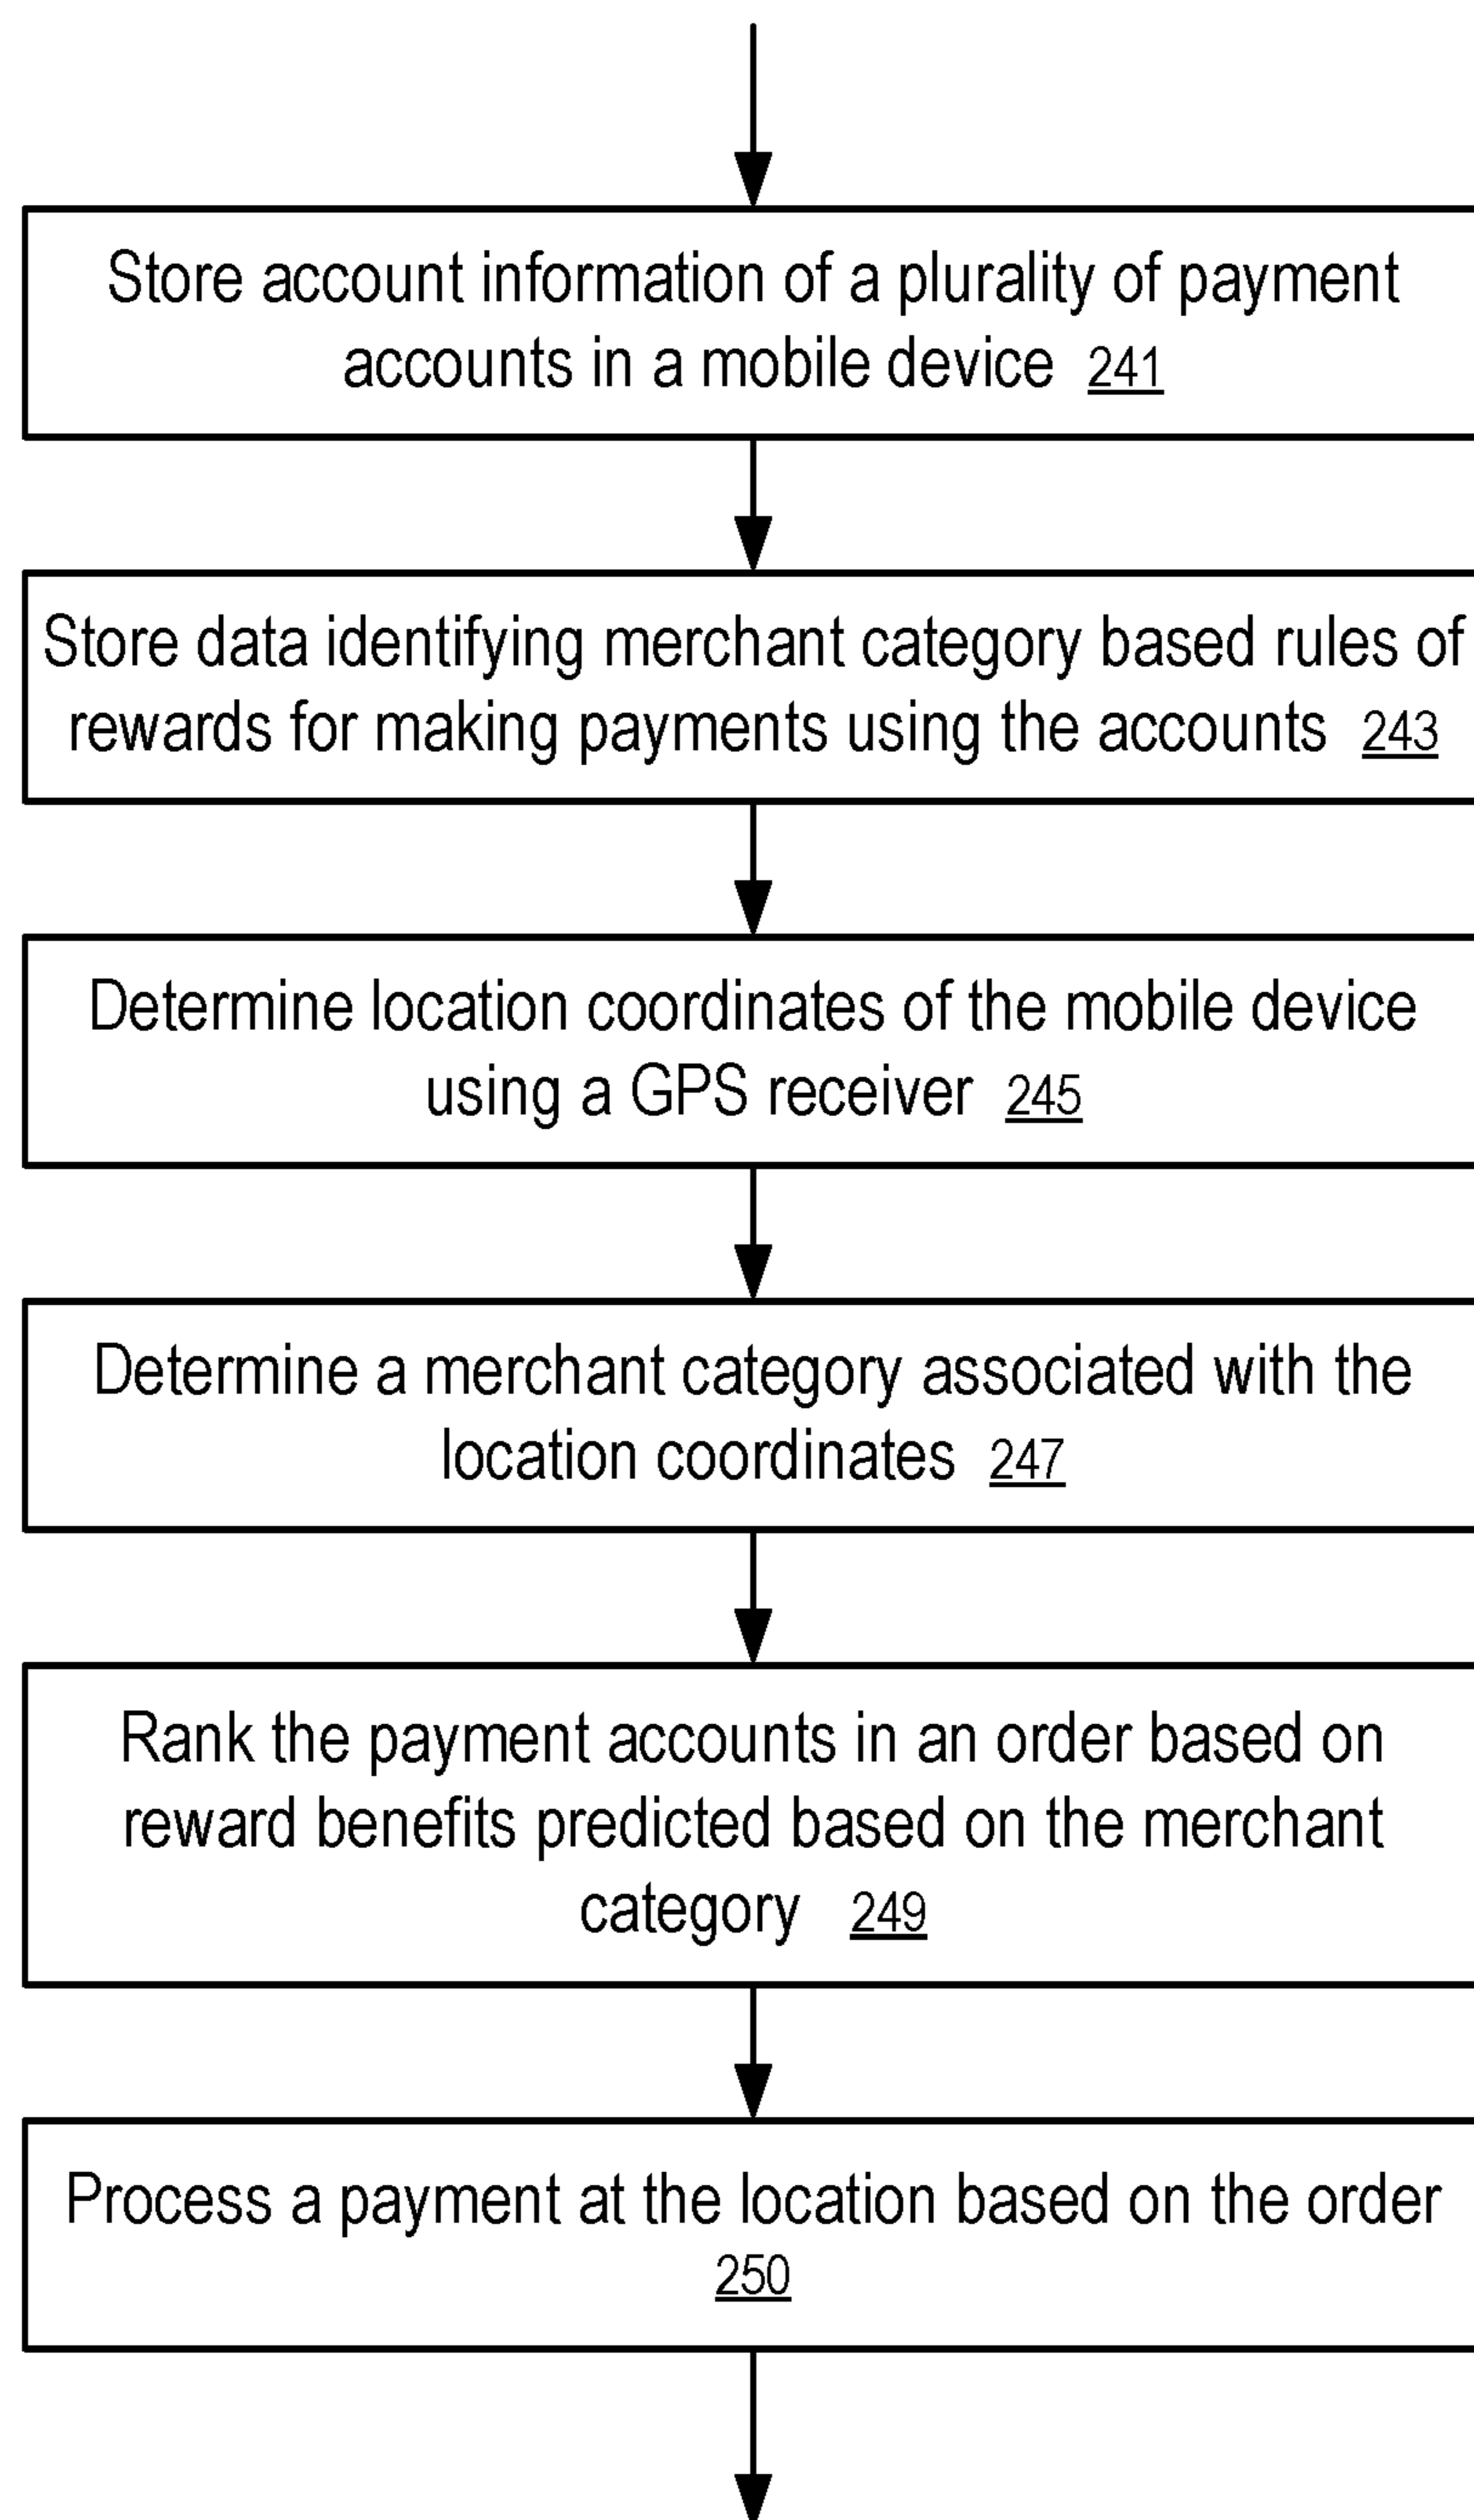 Store account information of a plurality of payment
accounts in a mobile device 241
Store data identifying merchant category based rules of
rewards for making payments using the accounts 243
Determine location coordinates of the mobile device
using a GPS receiver 245
Determine a merchant category associated with the
location coordinates 247
Rank the payment accounts in an order based on
reward benefits predicted based on the merchant
category 249
Process a payment at the location based on the order
250